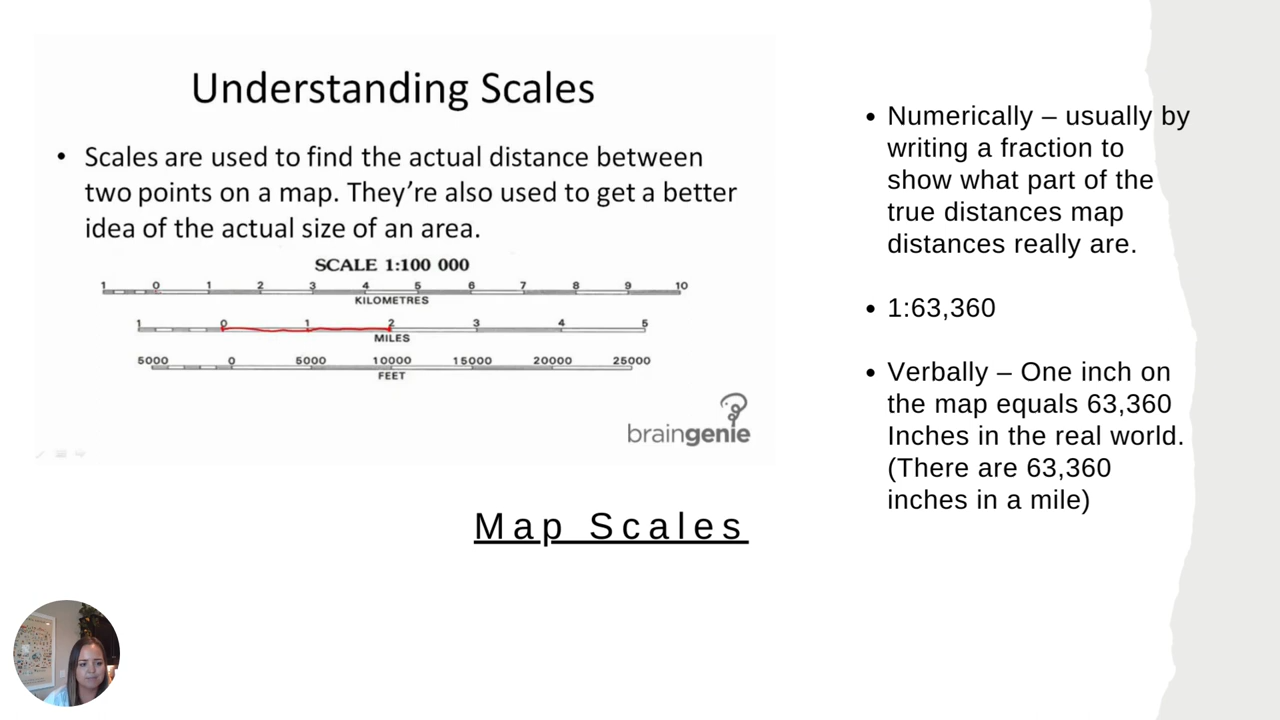 Understanding Scales
• Scales are used to find the actual distance between
two points on a map. They're also used to get a better
idea of the actual size of an area.
SCALE 1:100 000
1 0 1 2 3 4 5 6 7 8 9 10
KILOMETRES
1 0 1 2 3 4 5
MILES
5000 0 5000 10000 15000 20000 25000
FEET
braingenie
Map Scales
• Numerically – usually by
writing a fraction to
show what part of the
true distances map
distances really are.
• 1:63,360
• Verbally – One inch on
the map equals 63,360
Inches in the real world.
(There are 63,360
inches in a mile)